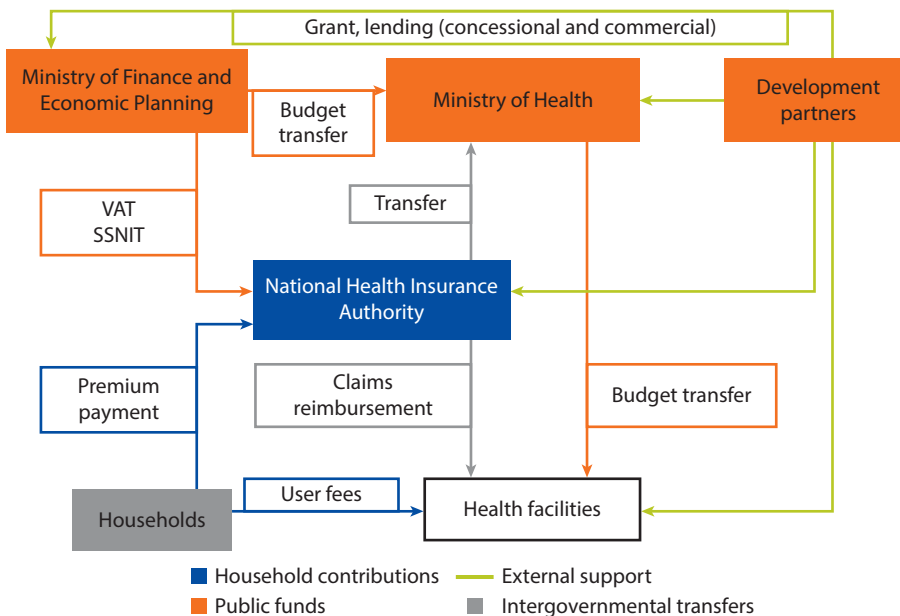 Grant, lending (concessional and commercial)
Ministry of Finance and
Economic Planning
Budget
transfer
Ministry of Health
Development
partners
VAT
SSNIT
Transfer
National Health Insurance
Authority
Premium
payment
Claims
reimbursement
Budget transfer
Households
User fees
Health facilities
Household contributions
External support
Public funds
Intergovernmental transfers